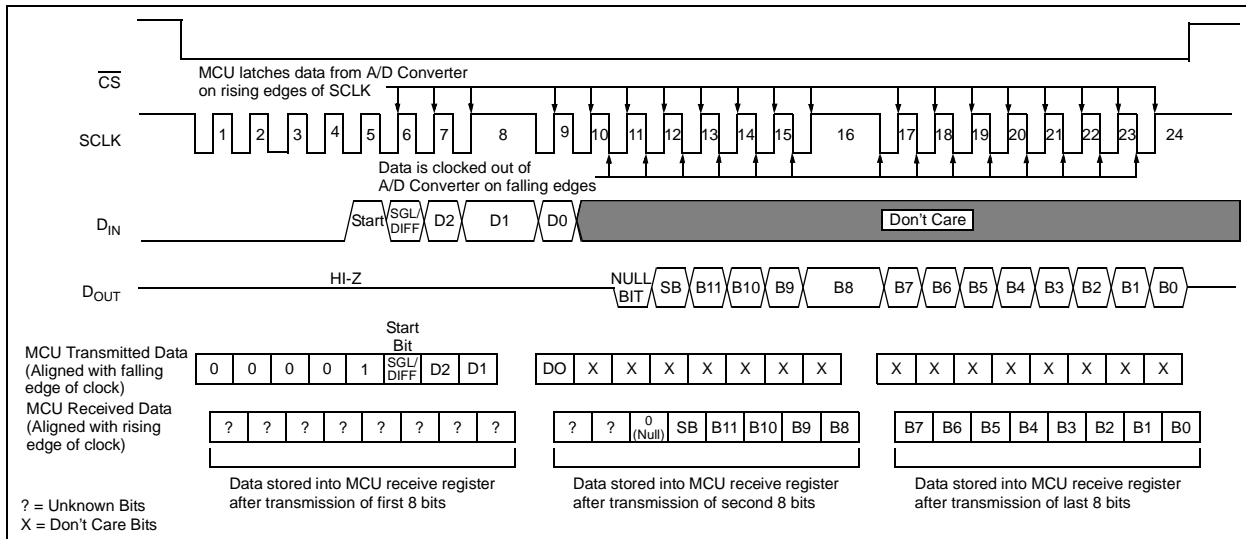 CS
MCU latches data from A/D Converter
on rising edges of SCLK
SCLK
1 2 3 4 5 6 7 8 9 10 11 12 13 14 15 16 17 18 19 20 21 22 23 24
Data is clocked out of
A/D Converter on falling edges
DIN
Start SGL/DIFF D2 D1 D0 Don't Care
DOUT
HI-Z NULL BIT SB B11 B10 B9 B8 B7 B6 B5 B4 B3 B2 B1 B0
Start
Bit
MCU Transmitted Data
(Aligned with falling
edge of clock)
0 0 0 0 1 SGL/DIFF D2 D1 DO X X X X X X X X X X X X X X X
MCU Received Data
(Aligned with rising
edge of clock)
? ? ? ? ? ? ? ? ? ? 0 (Null) SB B11 B10 B9 B8 B7 B6 B5 B4 B3 B2 B1 B0
Data stored into MCU receive register
after transmission of first 8 bits
Data stored into MCU receive register
after transmission of second 8 bits
Data stored into MCU receive register
after transmission of last 8 bits
? = Unknown Bits
X = Don't Care Bits